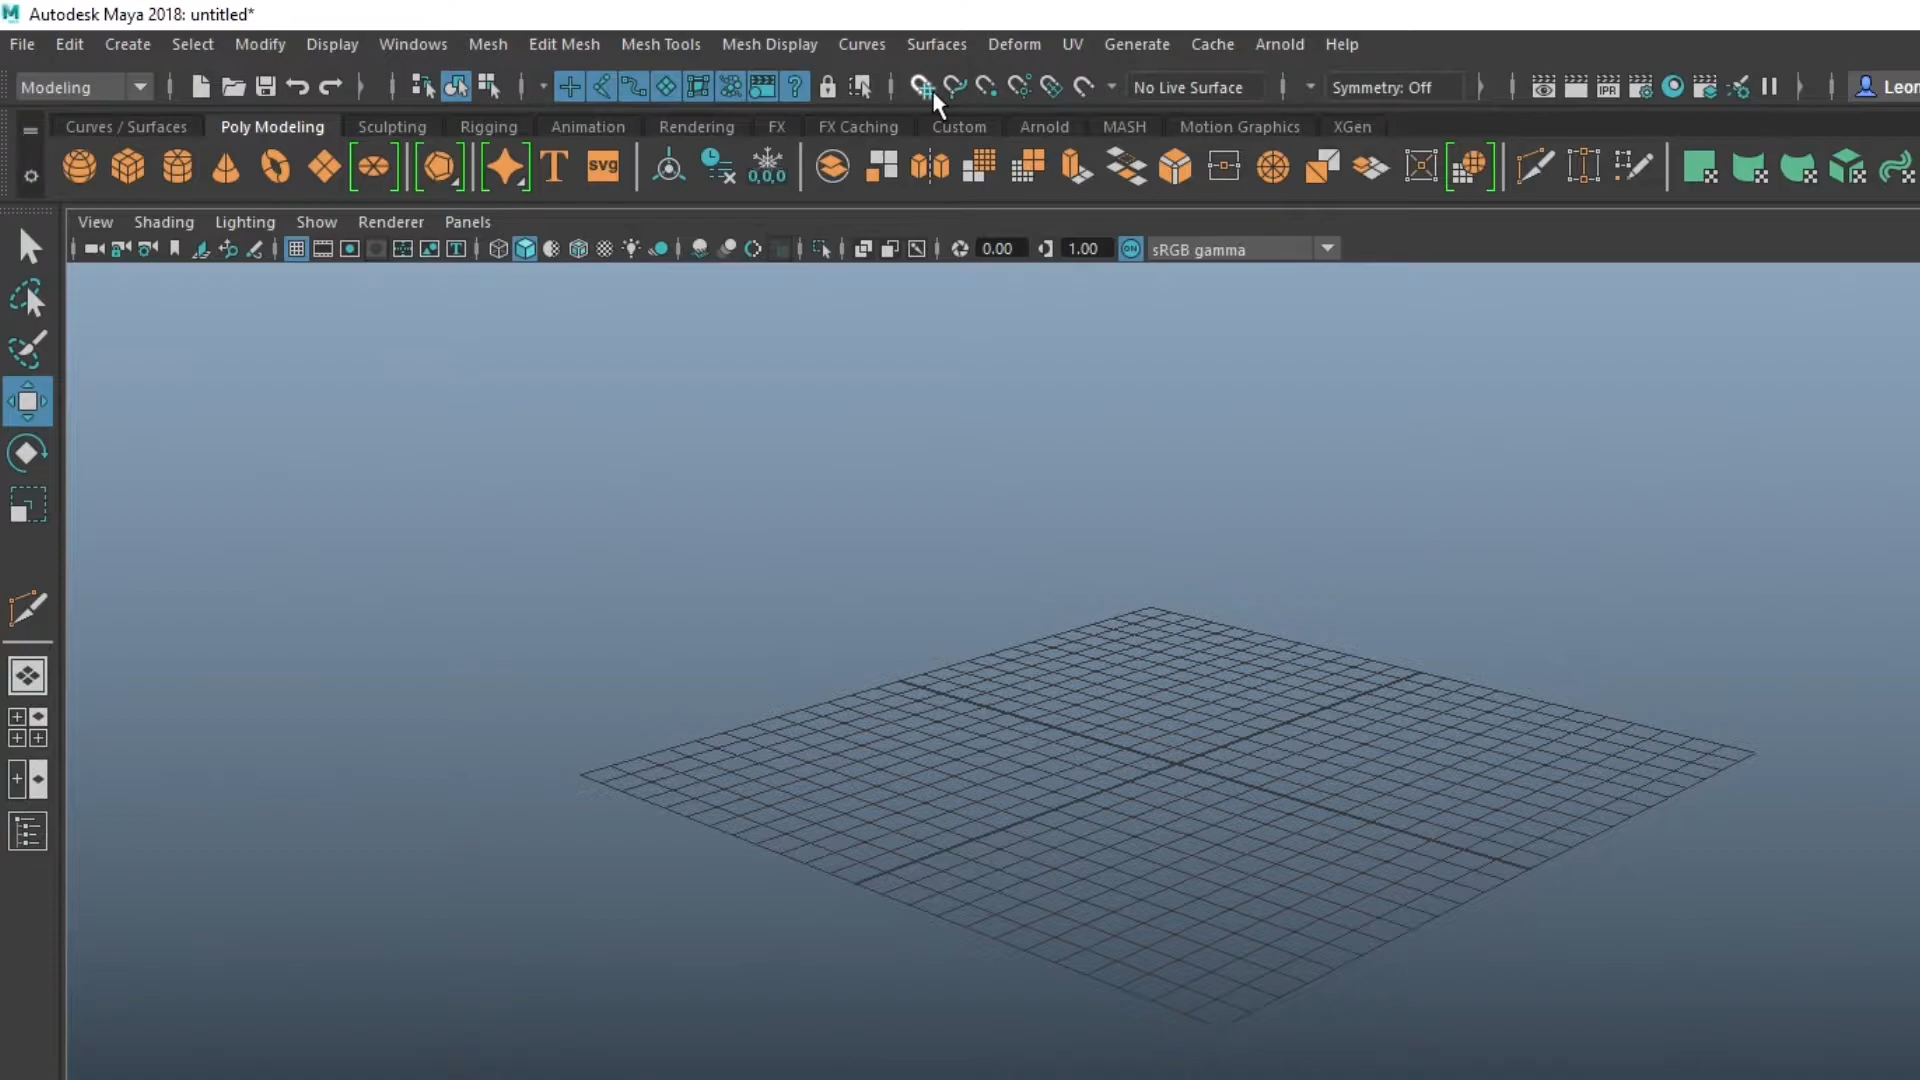 Autodesk Maya 2018: untitled*
File Edit Create Select Modify Display Windows Mesh Edit Mesh Mesh Tools Mesh Display Curves Surfaces Deform UV Generate Cache Arnold Help
Modeling No Live Surface Symmetry: Off IPR Leon
Curves / Surfaces Poly Modeling Sculpting Rigging Animation Rendering FX FX Caching Custom Arnold MASH Motion Graphics XGen
T svg 0,0,0
View Shading Lighting Show Renderer Panels
0.00 1.00 ON sRGB gamma